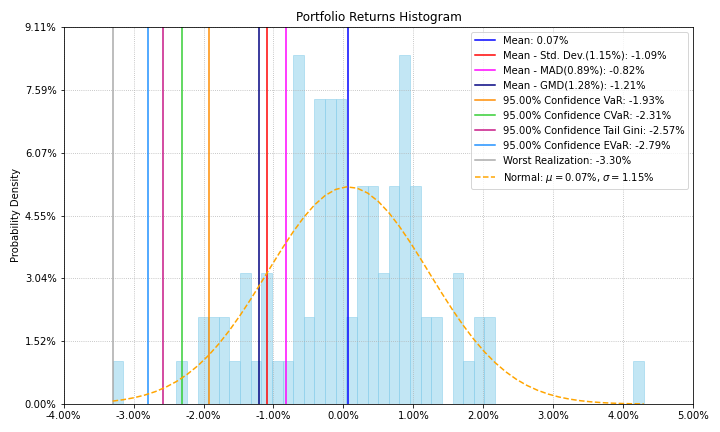 Portfolio Returns Histogram
9.11%
7.59%
6.07%
4.55%
3.04%
1.52%
0.00%
Probability Density
Mean: 0.07%
Mean - Std. Dev.(1.15%): -1.09%
Mean - MAD(0.89%): -0.82%
Mean - GMD(1.28%): -1.21%
95.00% Confidence VaR: -1.93%
95.00% Confidence CVaR: -2.31%
95.00% Confidence Tail Gini: -2.57%
95.00% Confidence EVaR: -2.79%
Worst Realization: -3.30%
Normal: μ = 0.07%, σ = 1.15%
-4.00% -3.00% -2.00% -1.00% 0.00% 1.00% 2.00% 3.00% 4.00% 5.00%